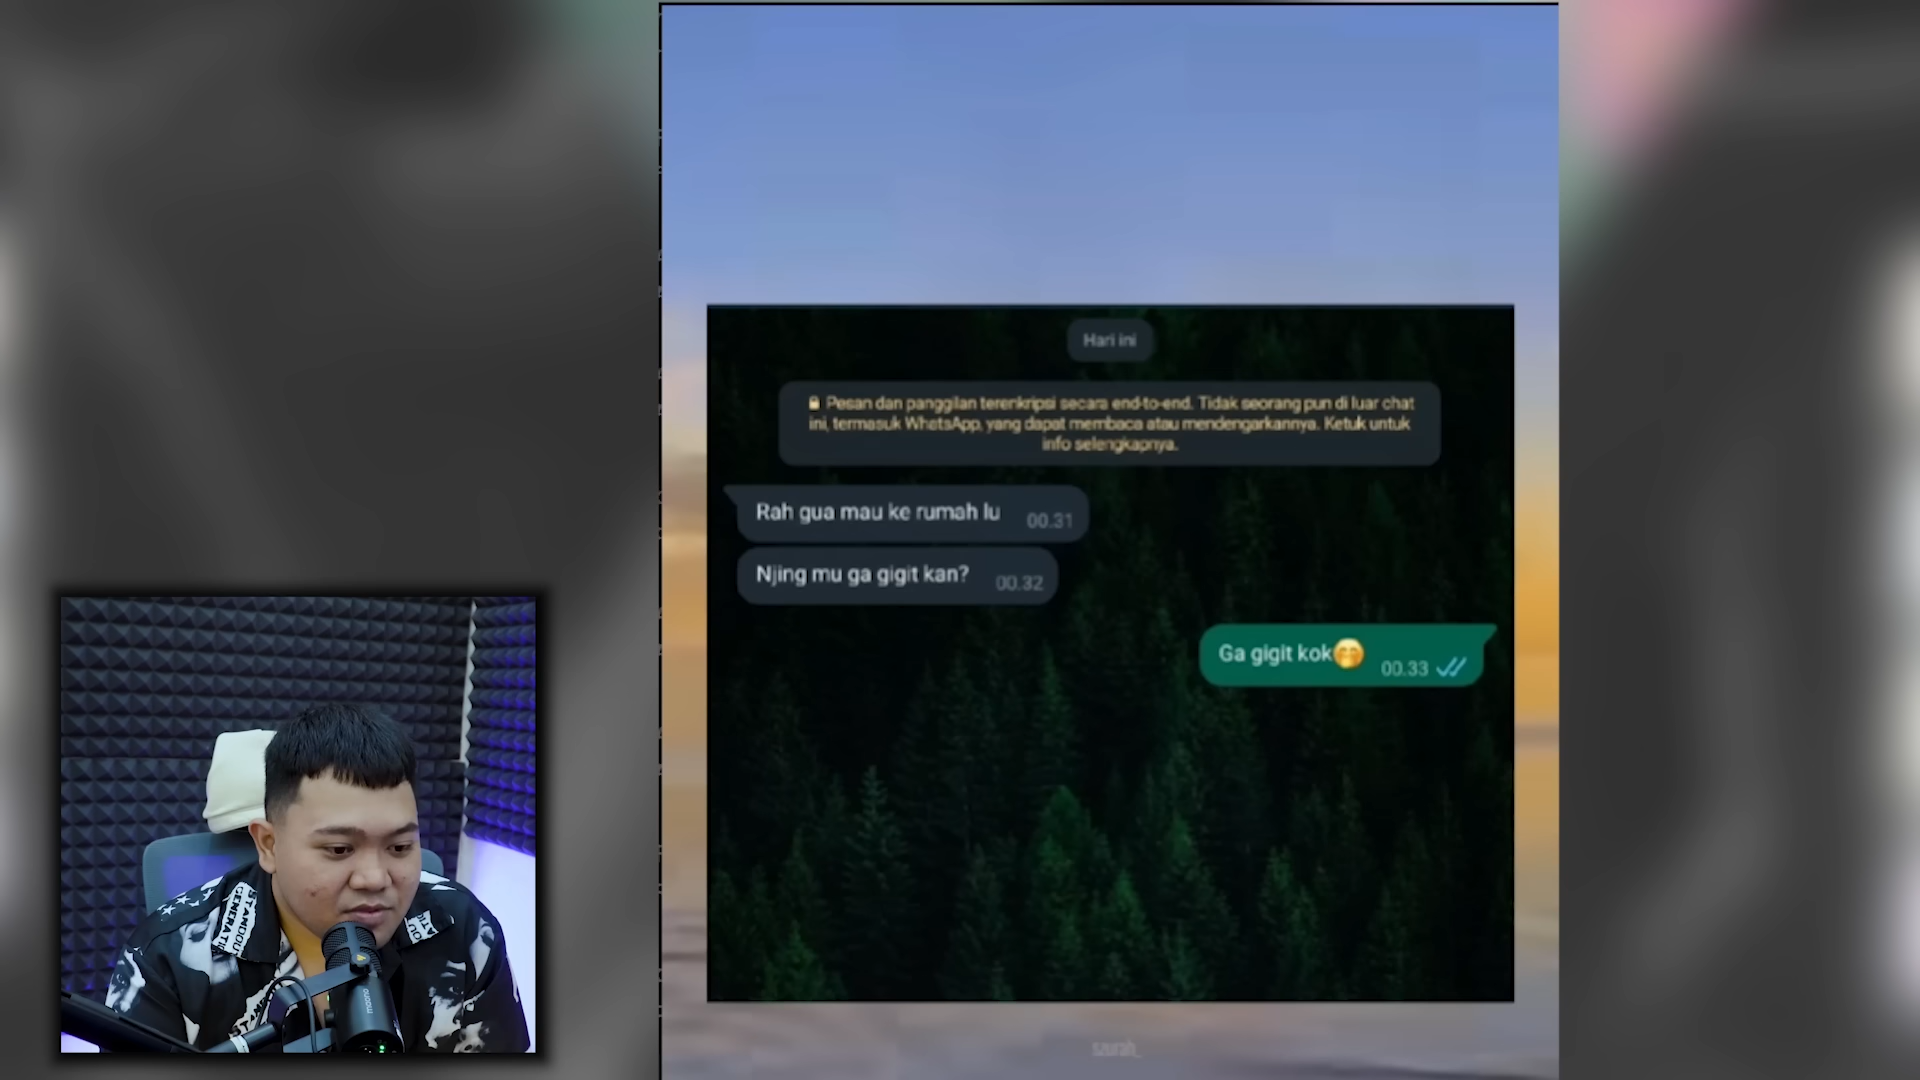 Hari ini
Pesan dan panggilan terenkripsi secara end-to-end. Tidak seorang pun di luar chat
ini, termasuk WhatsApp, yang dapat membaca atau mendengarkannya. Ketuk untuk
info selengkapnya.
Rah gua mau ke rumah lu 00.31
Njing mu ga gigit kan? 00.32
Ga gigit kok🤭 00.33
GENERATI
maono